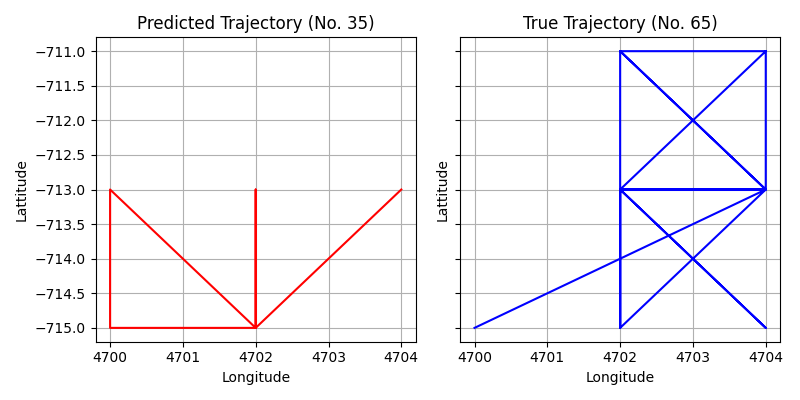 Predicted Trajectory (No. 35)
True Trajectory (No. 65)
Lattitude
−711.0
−711.5
−712.0
−712.5
−713.0
−713.5
−714.0
−714.5
−715.0
4700 4701 4702 4703 4704
Longitude
Lattitude
4700 4701 4702 4703 4704
Longitude